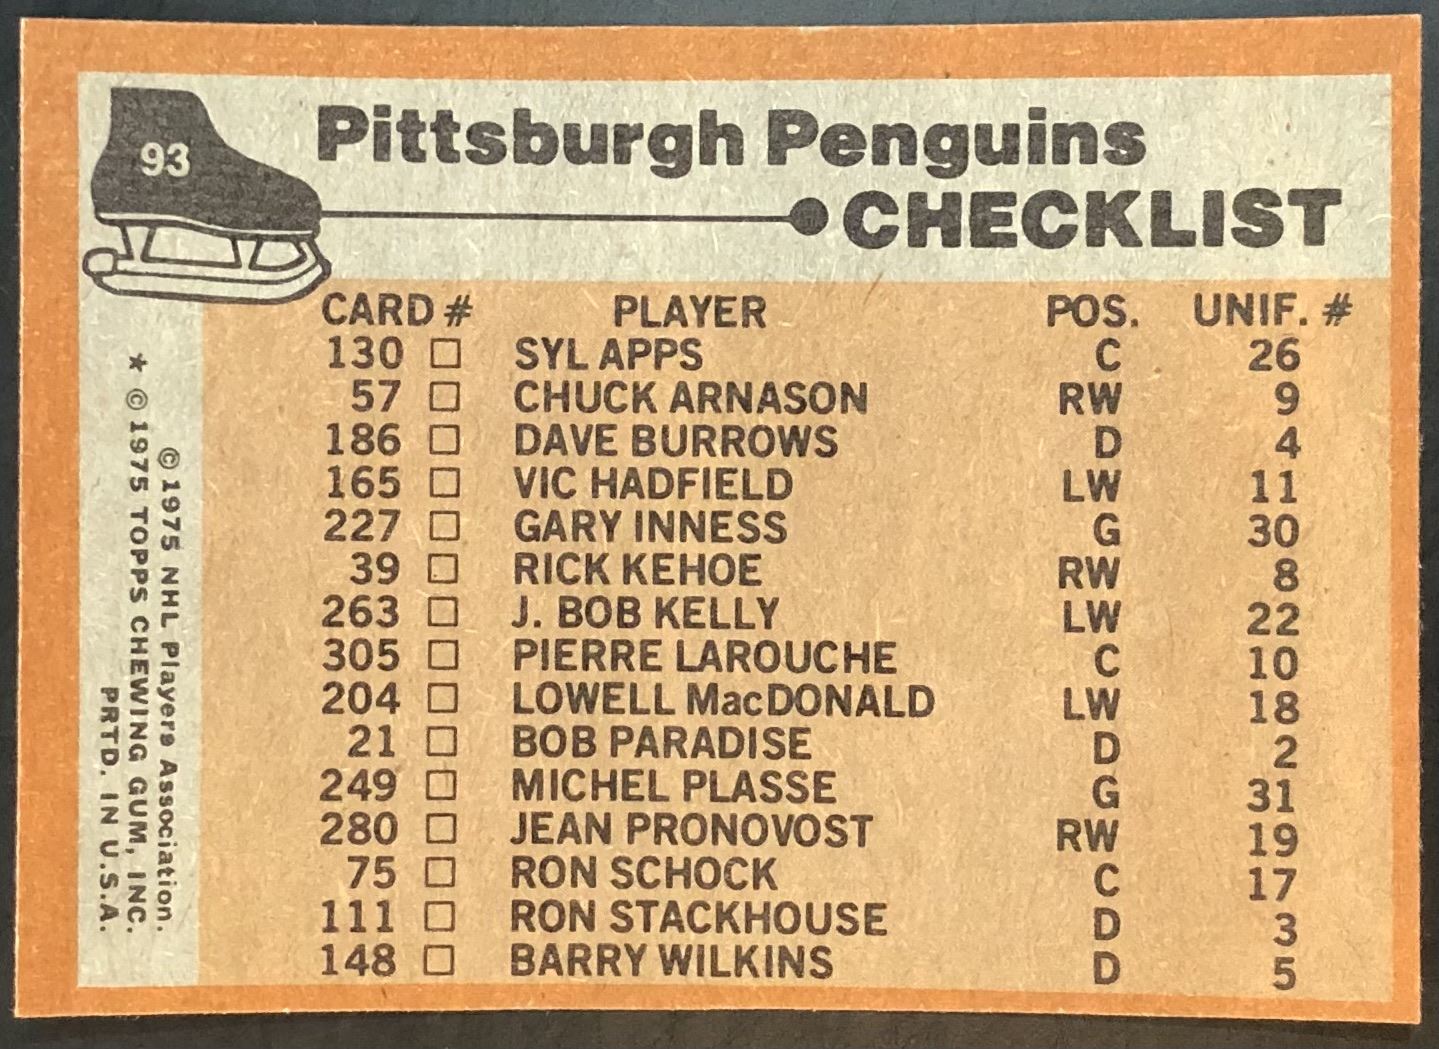 93
Pittsburgh Penguins
CHECKLIST
CARD # PLAYER POS. UNIF. #
130 □ SYL APPS C 26
57 □ CHUCK ARNASON RW 9
186 □ DAVE BURROWS D 4
165 □ VIC HADFIELD LW 11
227 □ GARY INNESS G 30
39 □ RICK KEHOE RW 8
263 □ J. BOB KELLY LW 22
305 □ PIERRE LAROUCHE C 10
204 □ LOWELL MacDONALD LW 18
21 □ BOB PARADISE D 2
249 □ MICHEL PLASSE G 31
280 □ JEAN PRONOVOST RW 19
75 □ RON SCHOCK C 17
111 □ RON STACKHOUSE D 3
148 □ BARRY WILKINS D 5
© 1975 NHL Players Association.
* © 1975 TOPPS CHEWING GUM, INC.
PRTD. IN U.S.A.